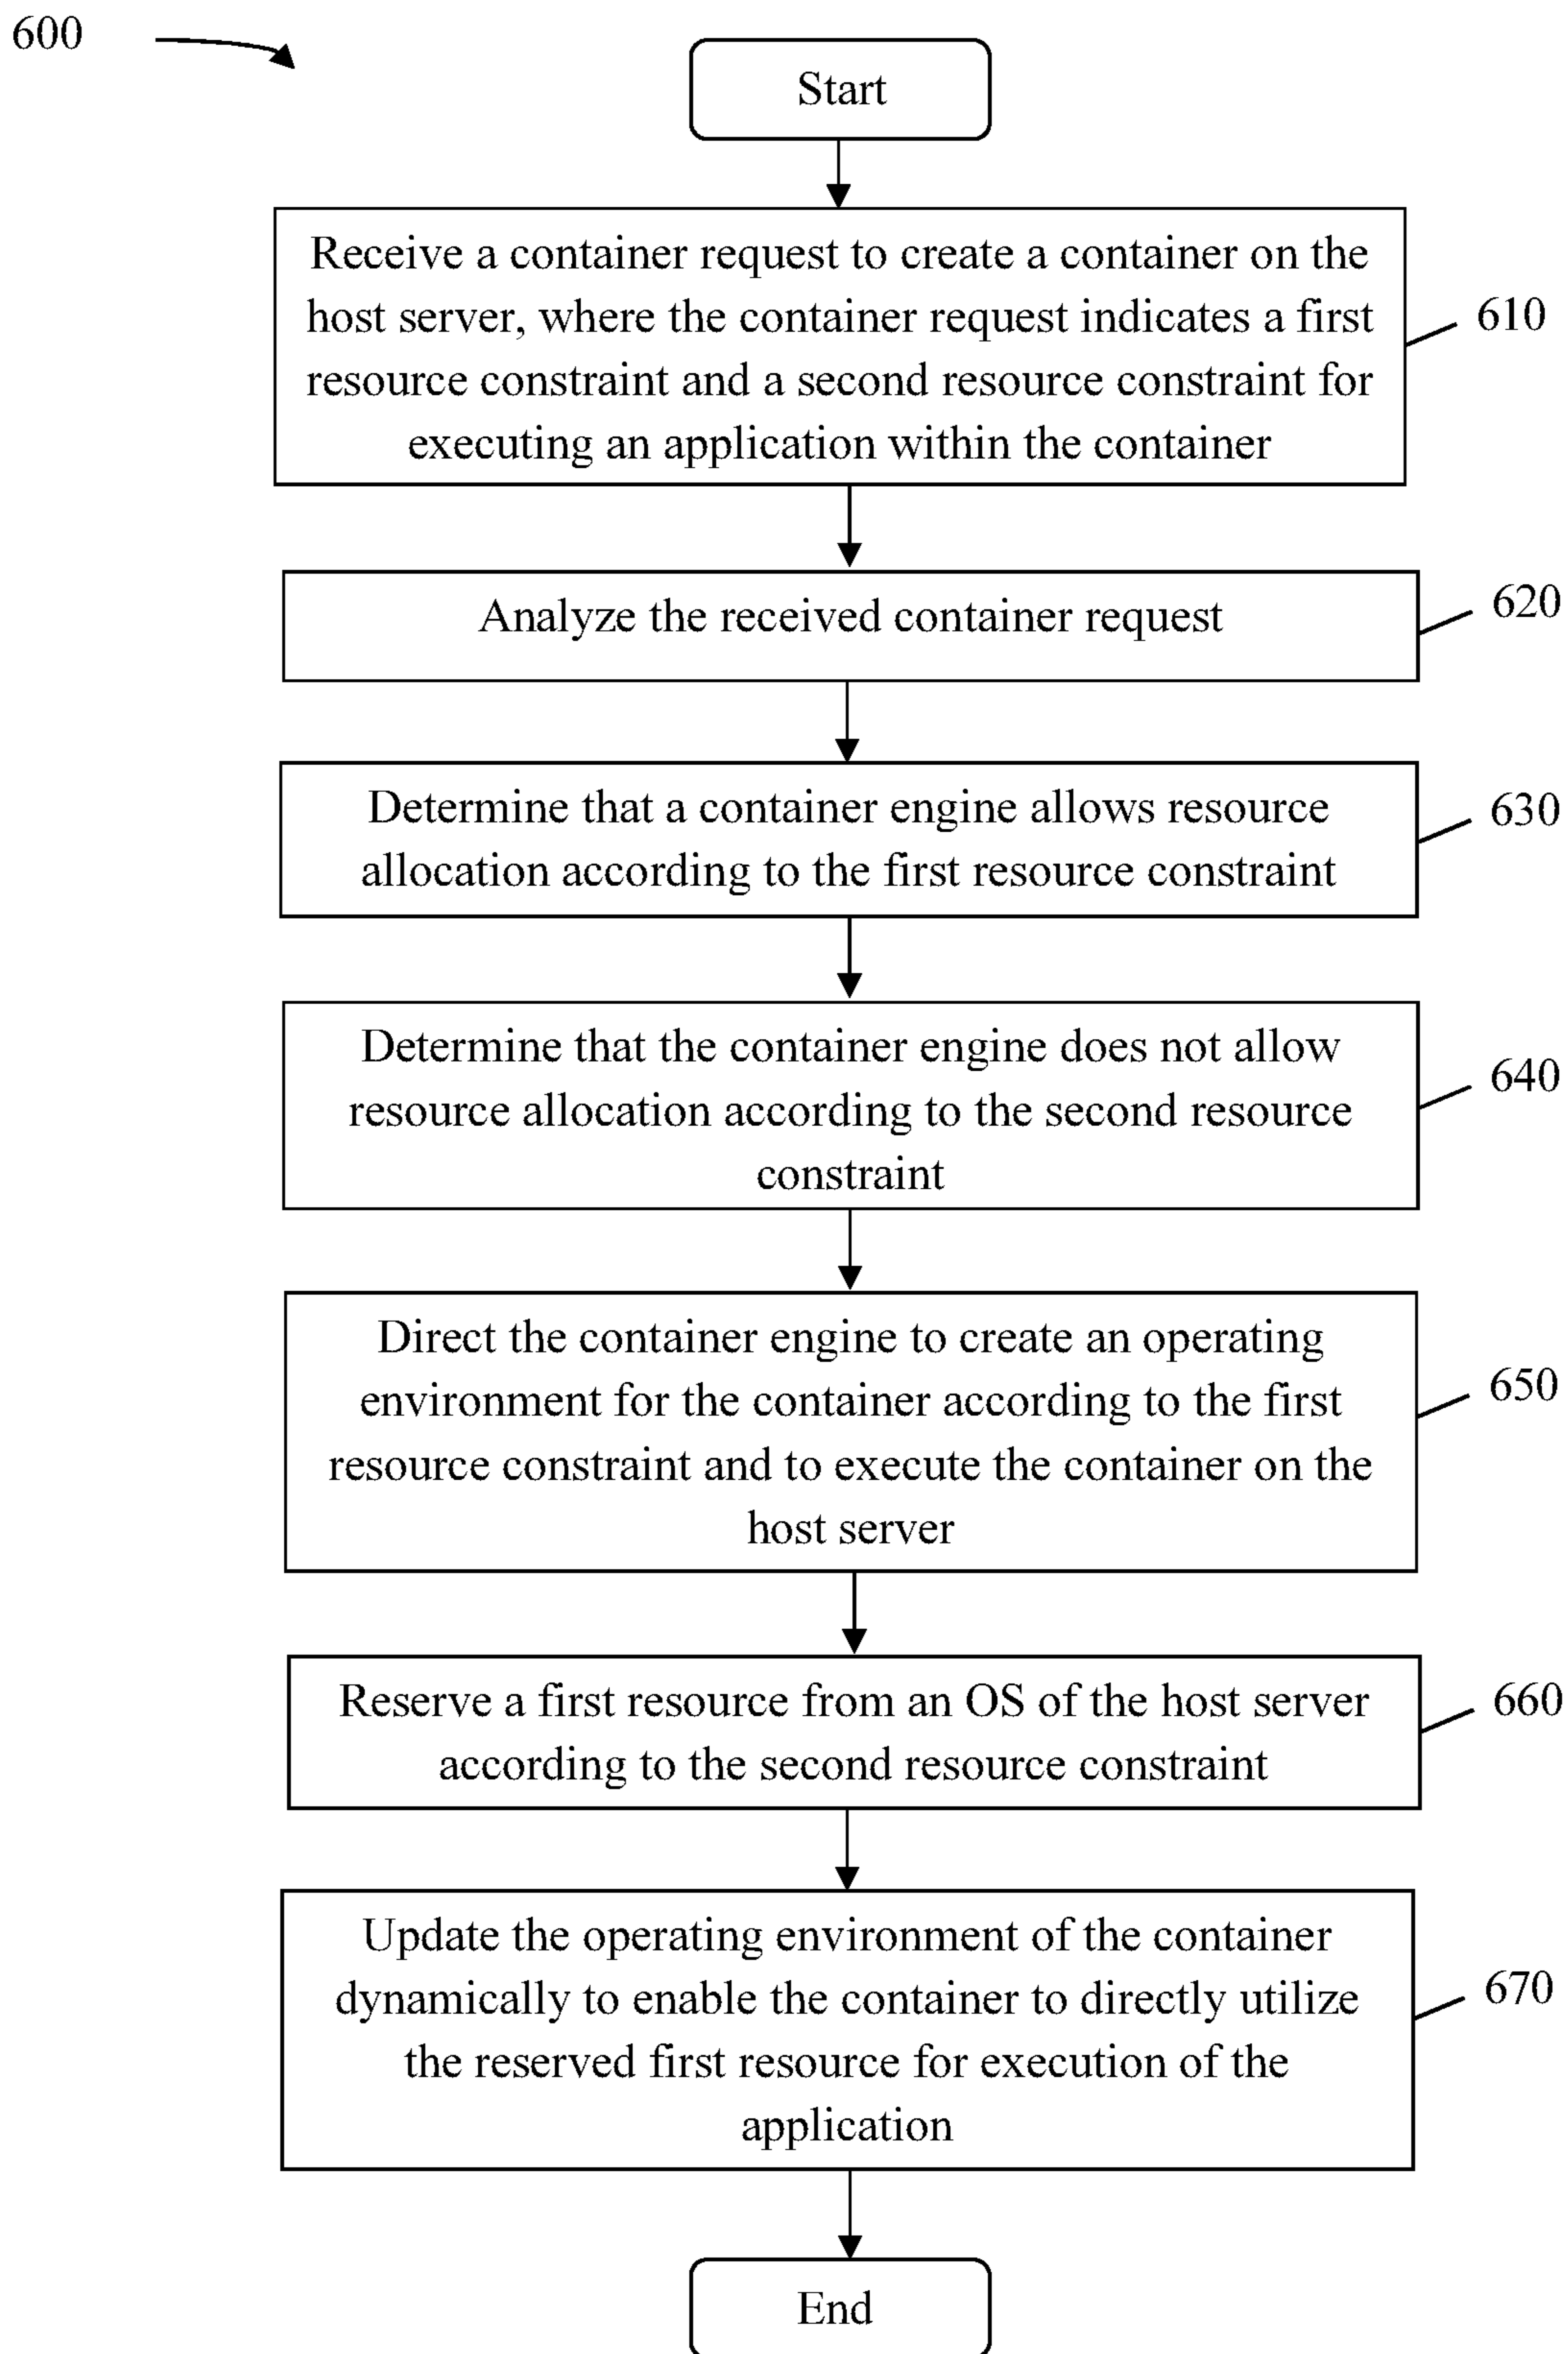 600
Start
Receive a container request to create a container on the
host server, where the container request indicates a first
resource constraint and a second resource constraint for
executing an application within the container
610
Analyze the received container request
620
Determine that a container engine allows resource
allocation according to the first resource constraint
630
Determine that the container engine does not allow
resource allocation according to the second resource
constraint
640
Direct the container engine to create an operating
environment for the container according to the first
resource constraint and to execute the container on the
host server
650
Reserve a first resource from an OS of the host server
according to the second resource constraint
660
Update the operating environment of the container
dynamically to enable the container to directly utilize
the reserved first resource for execution of the
application
670
End